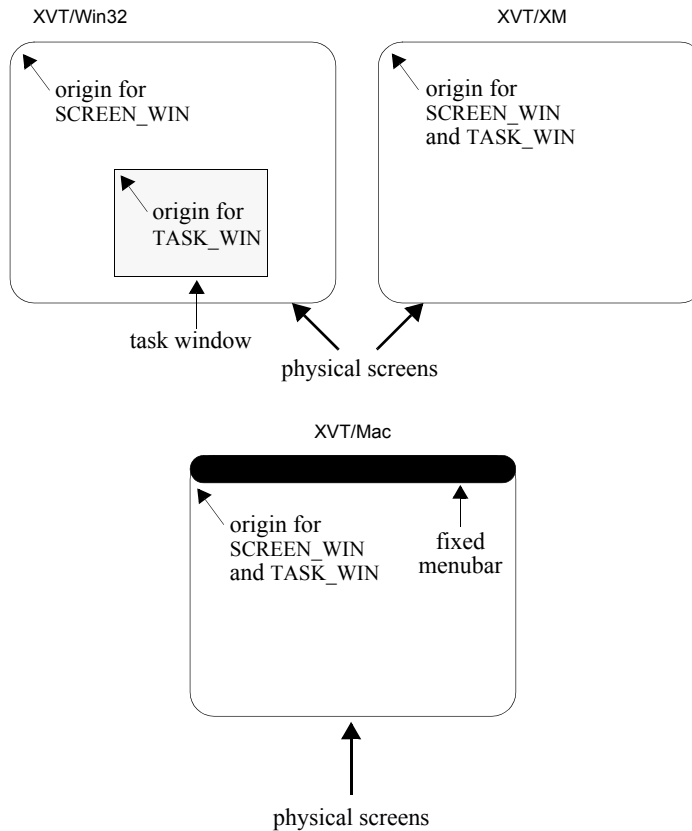 XVT/Win32
XVT/XM
origin for
SCREEN_WIN
origin for
TASK_WIN
task window
origin for
SCREEN_WIN
and TASK_WIN
physical screens
XVT/Mac
origin for
SCREEN_WIN
and TASK_WIN
fixed
menubar
physical screens